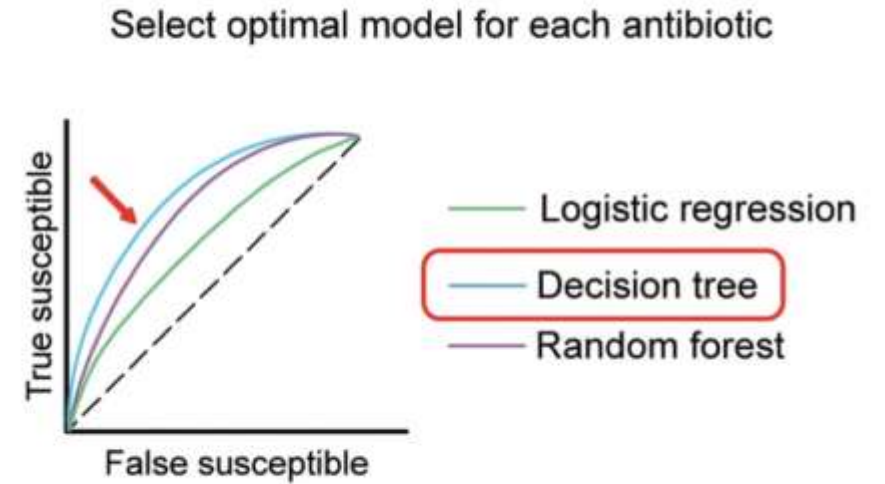 Select optimal model for each antibiotic
True susceptible
False susceptible
Logistic regression
Decision tree
Random forest